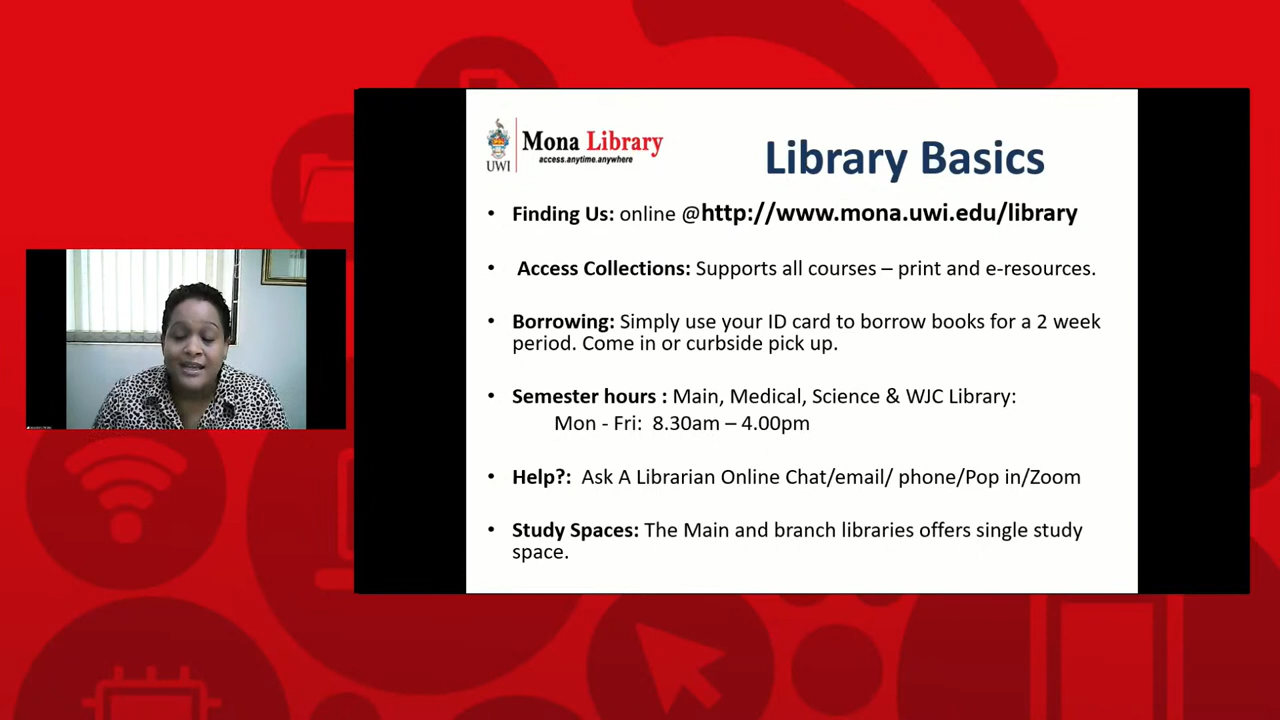 UWI
Mona Library
access.anytime.anywhere
Library Basics
• Finding Us: online @http://www.mona.uwi.edu/library
• Access Collections: Supports all courses – print and e-resources.
• Borrowing: Simply use your ID card to borrow books for a 2 week
period. Come in or curbside pick up.
• Semester hours : Main, Medical, Science & WJC Library:
Mon - Fri: 8.30am – 4.00pm
• Help?: Ask A Librarian Online Chat/email/ phone/Pop in/Zoom
• Study Spaces: The Main and branch libraries offers single study
space.